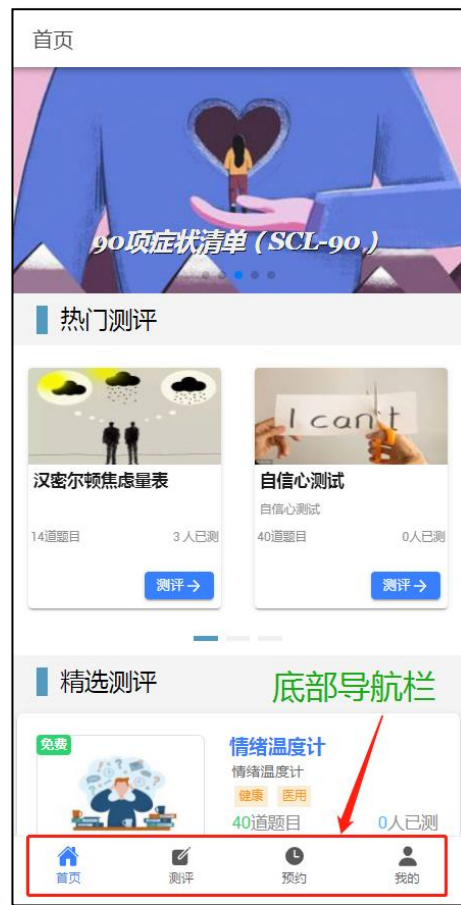 首页
90项症状清单（SCL-90）
热门测评
I can't
汉密尔顿焦虑量表
14道题目
3 人已测
测评→
自信心测试
自信心测试
40道题目
0人已测
测评→
精选测评
底部导航栏
免费
情绪温度计
情绪温度计
健康 医用
40道题目
0人已测
首页
测评
预约
我的